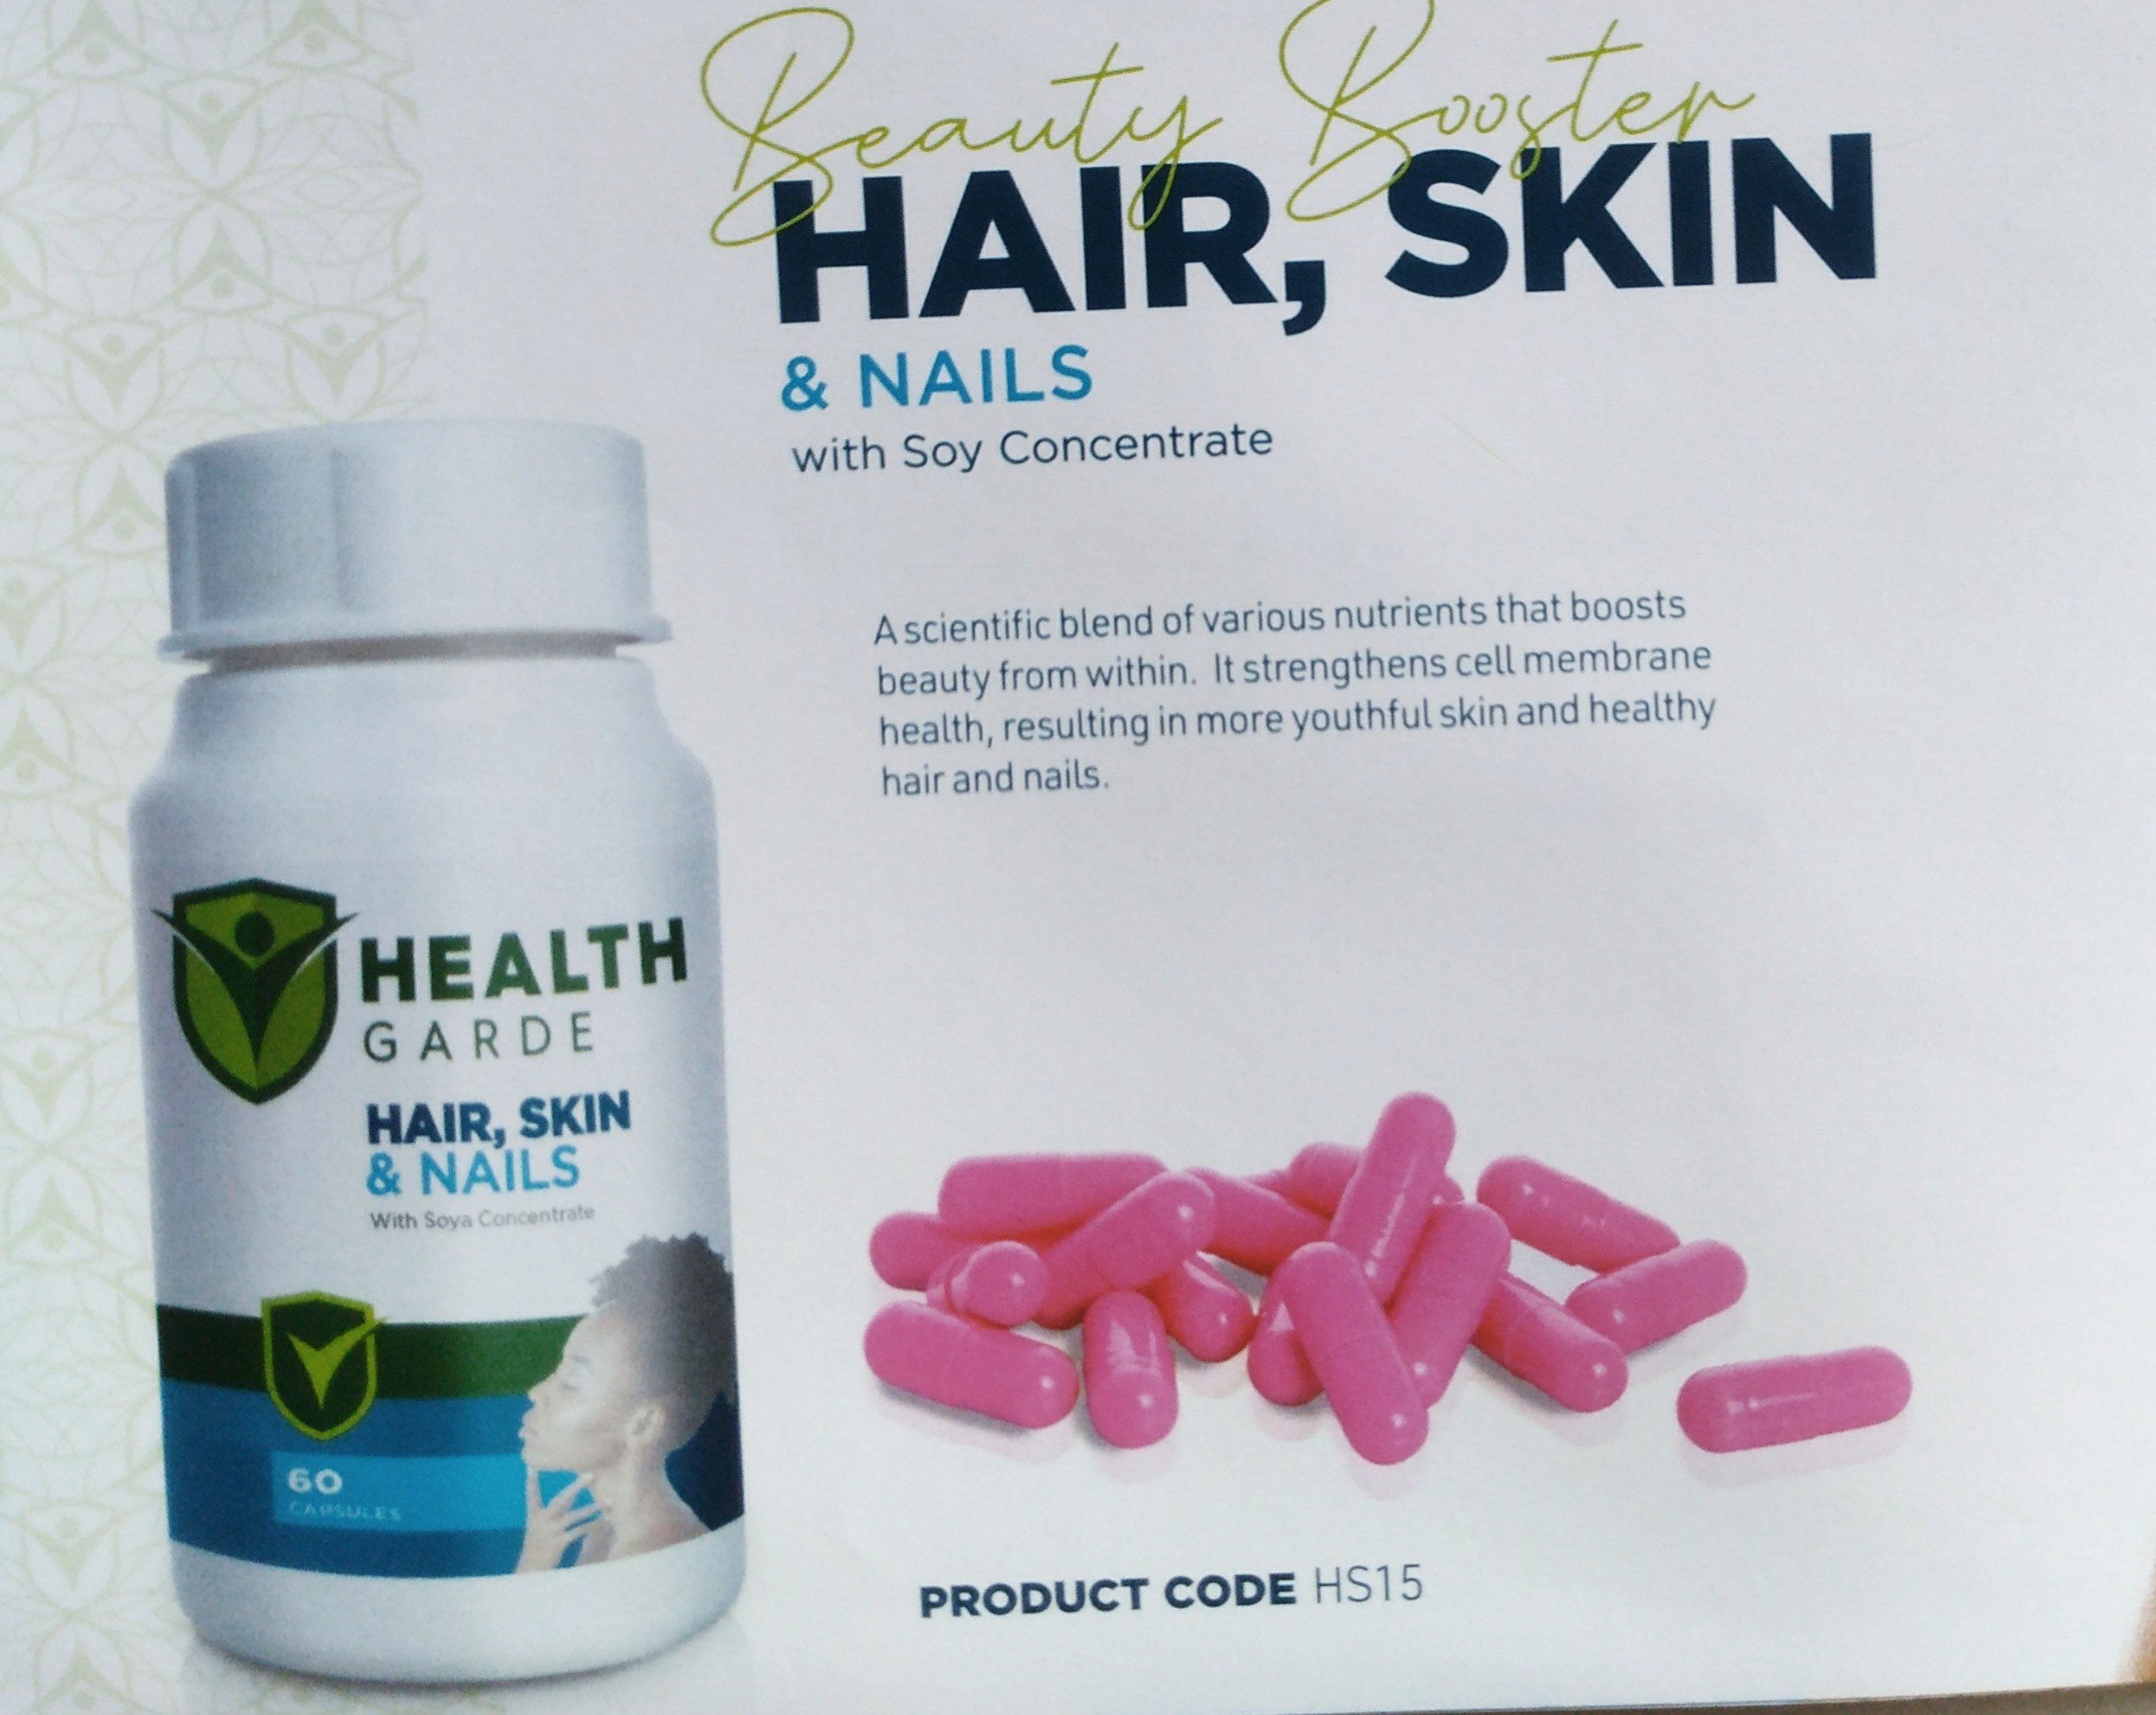 Beauty Booster
HAIR, SKIN
& NAILS
with Soy Concentrate
A scientific blend of various nutrients that boosts
beauty from within. It strengthens cell membrane
health, resulting in more youthful skin and healthy
hair and nails.
HEALTH
GARDE
HAIR, SKIN
& NAILS
With Soya Concentrate
60
CAPSULES
PRODUCT CODE HS15